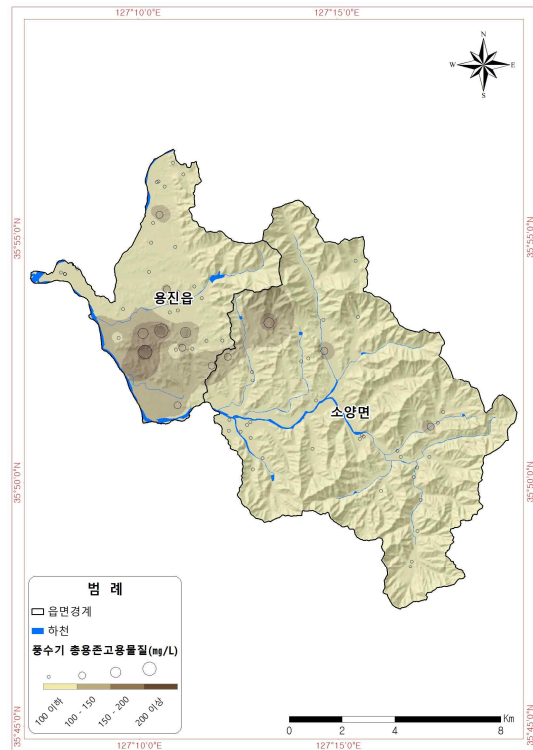 127°10'0"E 127°15'0"E
N
W E
S
35°55'0"N 35°55'0"N
용진읍
소양면
35°50'0"N 35°50'0"N
범 례
읍면경계
하천
풍수기 총용존고용물질(mg/L)
100 이하 100 - 150 150 - 200 200 이상
Km
0 2 4 8
35°45'0"N 35°45'0"N
127°10'0"E 127°15'0"E